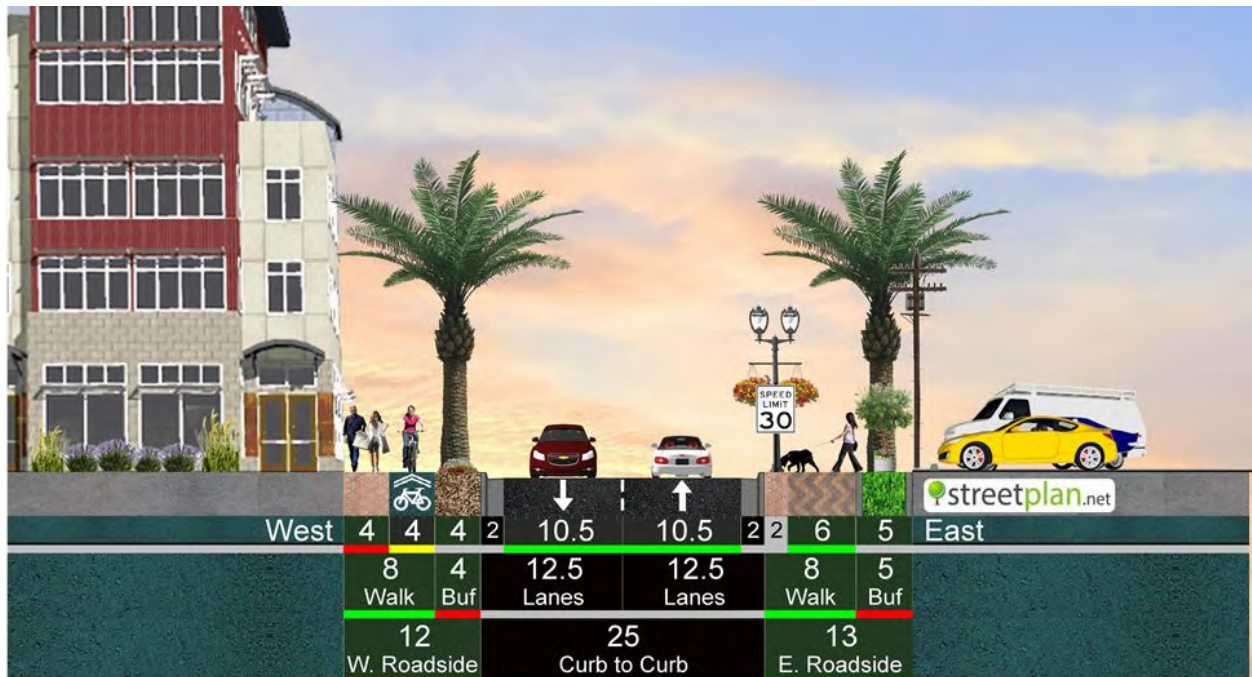 SPEED
LIMIT
30
streetplan.net
West 4 4 4 2 10.5 10.5 2 2 6 5 East
8 4 12.5 12.5 8 5
Walk Buf Lanes Lanes Walk Buf
12 25 13
W. Roadside Curb to Curb E. Roadside